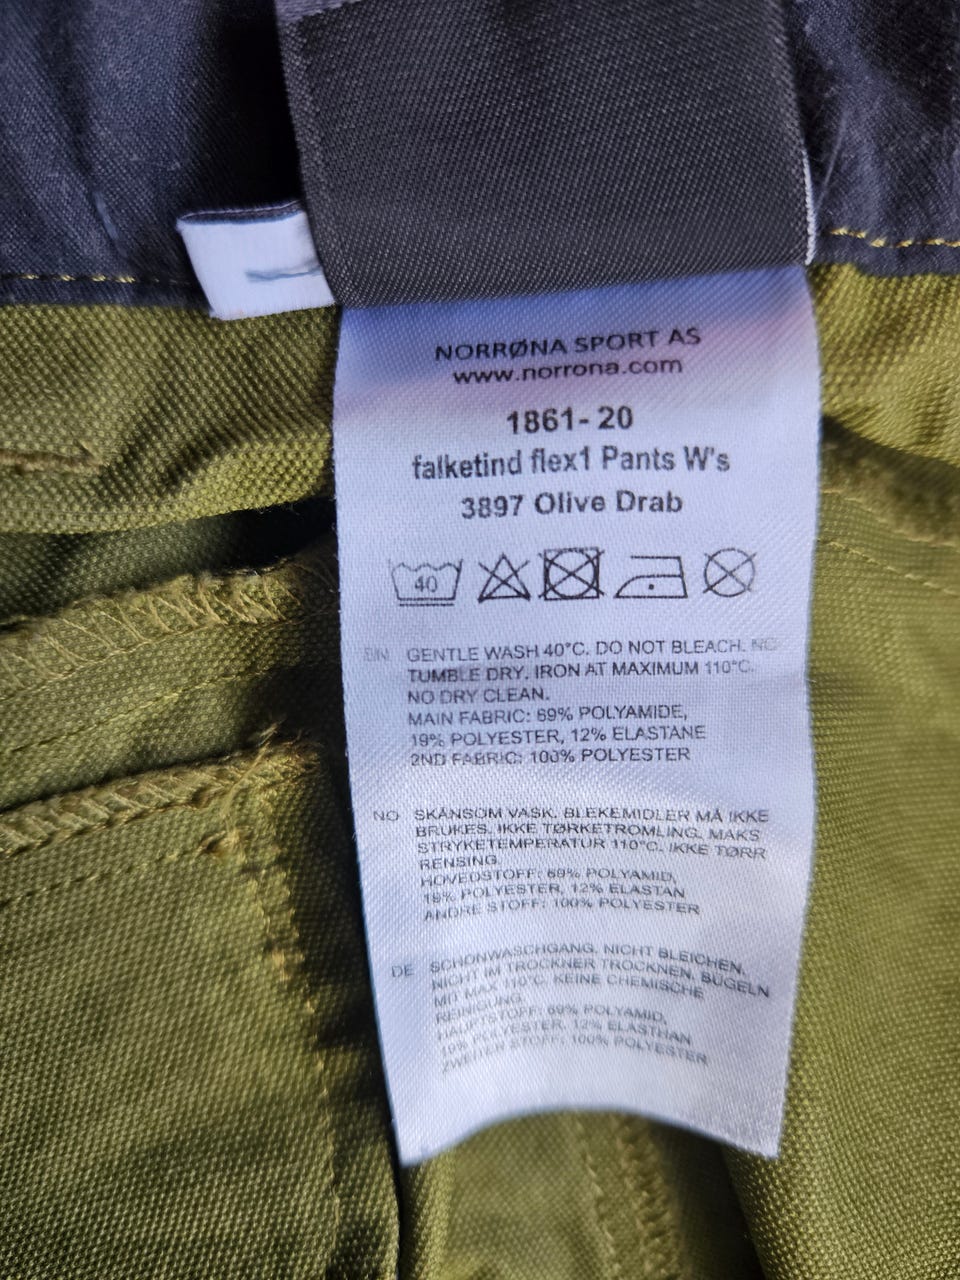 NORRØNA SPORT AS
www.norrona.com
1861-20
falketind flex1 Pants W's
3897 Olive Drab
40
EN GENTLE WASH 40°C. DO NOT BLEACH. NO
TUMBLE DRY. IRON AT MAXIMUM 110°C.
NO DRY CLEAN.
MAIN FABRIC: 69% POLYAMIDE,
19% POLYESTER, 12% ELASTANE
2ND FABRIC: 100% POLYESTER
NO SKÅNSOM VASK. BLEKEMIDLER MÅ IKKE
BRUKES. IKKE TØRKETROMLING. MAKS
STRYKETEMPERATUR 110°C. IKKE TØRR
RENSING.
HOVEDSTOFF: 69% POLYAMID,
19% POLYESTER, 12% ELASTAN
ANDRE STOFF: 100% POLYESTER
DE SCHONWASCHGANG. NICHT BLEICHEN.
NICHT IM TROCKNER TROCKNEN. BÜGELN
MIT MAX 110°C. KEINE CHEMISCHE
REINIGUNG.
HAUPTSTOFF: 69% POLYAMID,
19% POLYESTER, 12% ELASTHAN
ZWEITER STOFF: 100% POLYESTER